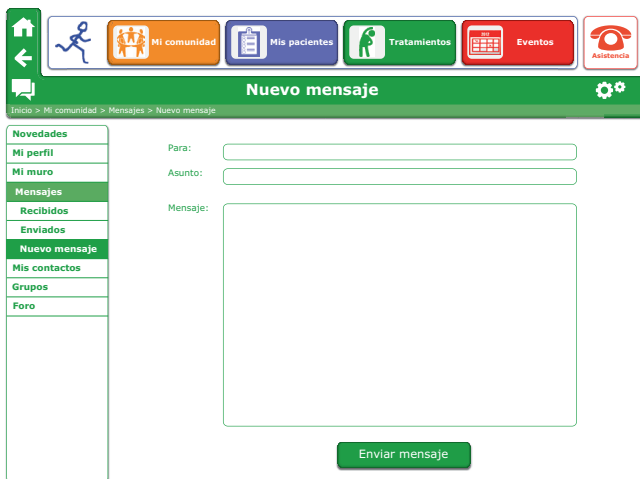 Mi comunidad
Mis pacientes
Tratamientos
Eventos
Asistencia
Nuevo mensaje
Inicio > Mi comunidad > Mensajes > Nuevo mensaje
Novedades
Mi perfil
Mi muro
Mensajes
Recibidos
Enviados
Nuevo mensaje
Mis contactos
Grupos
Foro
Para:
Asunto:
Mensaje:
Enviar mensaje